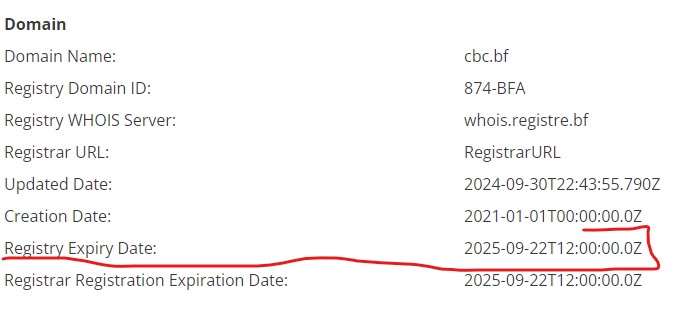 Domain
Domain Name: cbc.bf
Registry Domain ID: 874-BFA
Registry WHOIS Server: whois.registre.bf
Registrar URL: RegistrarURL
Updated Date: 2024-09-30T22:43:55.790Z
Creation Date: 2021-01-01T00:00:00.0Z
Registry Expiry Date: 2025-09-22T12:00:00.0Z
Registrar Registration Expiration Date: 2025-09-22T12:00:00.0Z